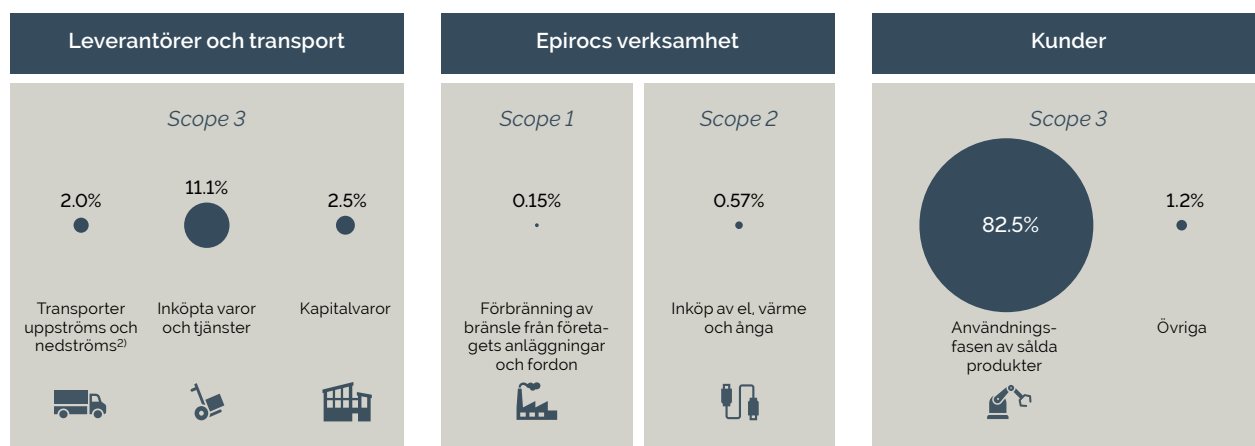 Leverantörer och transport
Scope 3
2.0%
11.1%
2.5%
Transporter
uppströms och
nedströms2)
Inköpta varor
och tjänster
Kapitalvaror
Epirocs verksamhet
Scope 1
0.15%
Förbränning av
bränsle från företa-
gets anläggningar
och fordon
Scope 2
0.57%
Inköp av el, värme
och ånga
Kunder
Scope 3
82.5%
1.2%
Användnings-
fasen av sålda
produkter
Övriga